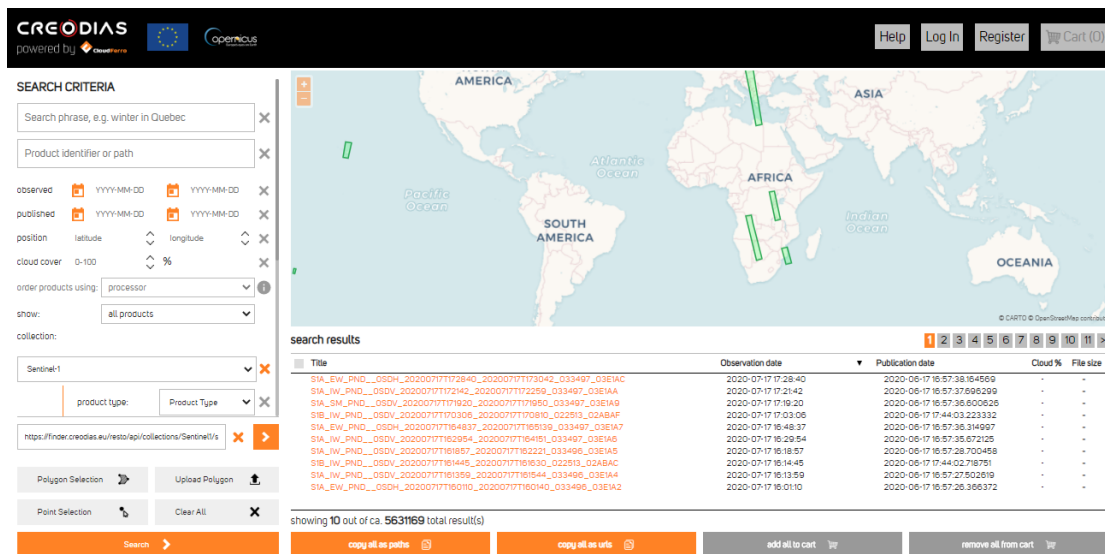 CREODIAS
powered by CloudFerro
Copernicus
Help
Log In
Register
Cart (0)
SEARCH CRITERIA
Search phrase, e.g. winter in Quebec
Product identifier or path
observed YYYY-MM-DD YYYY-MM-DD
published YYYY-MM-DD YYYY-MM-DD
position latitude longitude
cloud cover 0-100 %
order products using: processor
show: all products
collection:
Sentinel-1
product type: Product Type
https://finder.creodias.eu/resto/api/collections/Sentinel1/s
Polygon Selection
Upload Polygon
Point Selection
Clear All
Search
+
−
AMERICA
ASIA
Atlantic
Ocean
AFRICA
Pacific
Ocean
SOUTH
AMERICA
Indian
Ocean
OCEANIA
© CARTO © OpenStreetMap contribut
search results
1 2 3 4 5 6 7 8 9 10 11 >
Title Observation date ▼ Publication date Cloud % File size
S1A_EW_PND__0SDH_20200717T172840_20200717T173042_033497_03E1AC 2020-07-17 17:28:40 2020-06-17 16:57:38.164569 - -
S1A_IW_PND__0SDV_20200717T172142_20200717T172259_033497_03E1AA 2020-07-17 17:21:42 2020-06-17 16:57:37.696299 - -
S1A_SM_PND__0SDV_20200717T171920_20200717T171950_033497_03E1A9 2020-07-17 17:19:20 2020-06-17 16:57:36.600626 - -
S1B_IW_PND__0SDV_20200717T170306_20200717T170810_022513_02ABAF 2020-07-17 17:03:06 2020-06-17 17:44:03.223332 - -
S1A_EW_PND__0SDH_20200717T164837_20200717T165139_033497_03E1A7 2020-07-17 16:48:37 2020-06-17 16:57:36.314997 - -
S1A_IW_PND__0SDV_20200717T162954_20200717T164151_033497_03E1A6 2020-07-17 16:29:54 2020-06-17 16:57:35.672125 - -
S1A_IW_PND__0SDV_20200717T161857_20200717T162221_033496_03E1A5 2020-07-17 16:18:57 2020-06-17 16:57:28.700458 - -
S1B_IW_PND__0SDV_20200717T161445_20200717T161630_022513_02ABAC 2020-07-17 16:14:45 2020-06-17 17:44:02.718751 - -
S1A_IW_PND__0SDV_20200717T161359_20200717T161544_033496_03E1A4 2020-07-17 16:13:59 2020-06-17 16:57:27.502619 - -
S1A_EW_PND__0SDH_20200717T160110_20200717T160140_033496_03E1A2 2020-07-17 16:01:10 2020-06-17 16:57:26.366372 - -
showing 10 out of ca. 5631169 total result(s)
copy all as paths
copy all as urls
add all to cart
remove all from cart